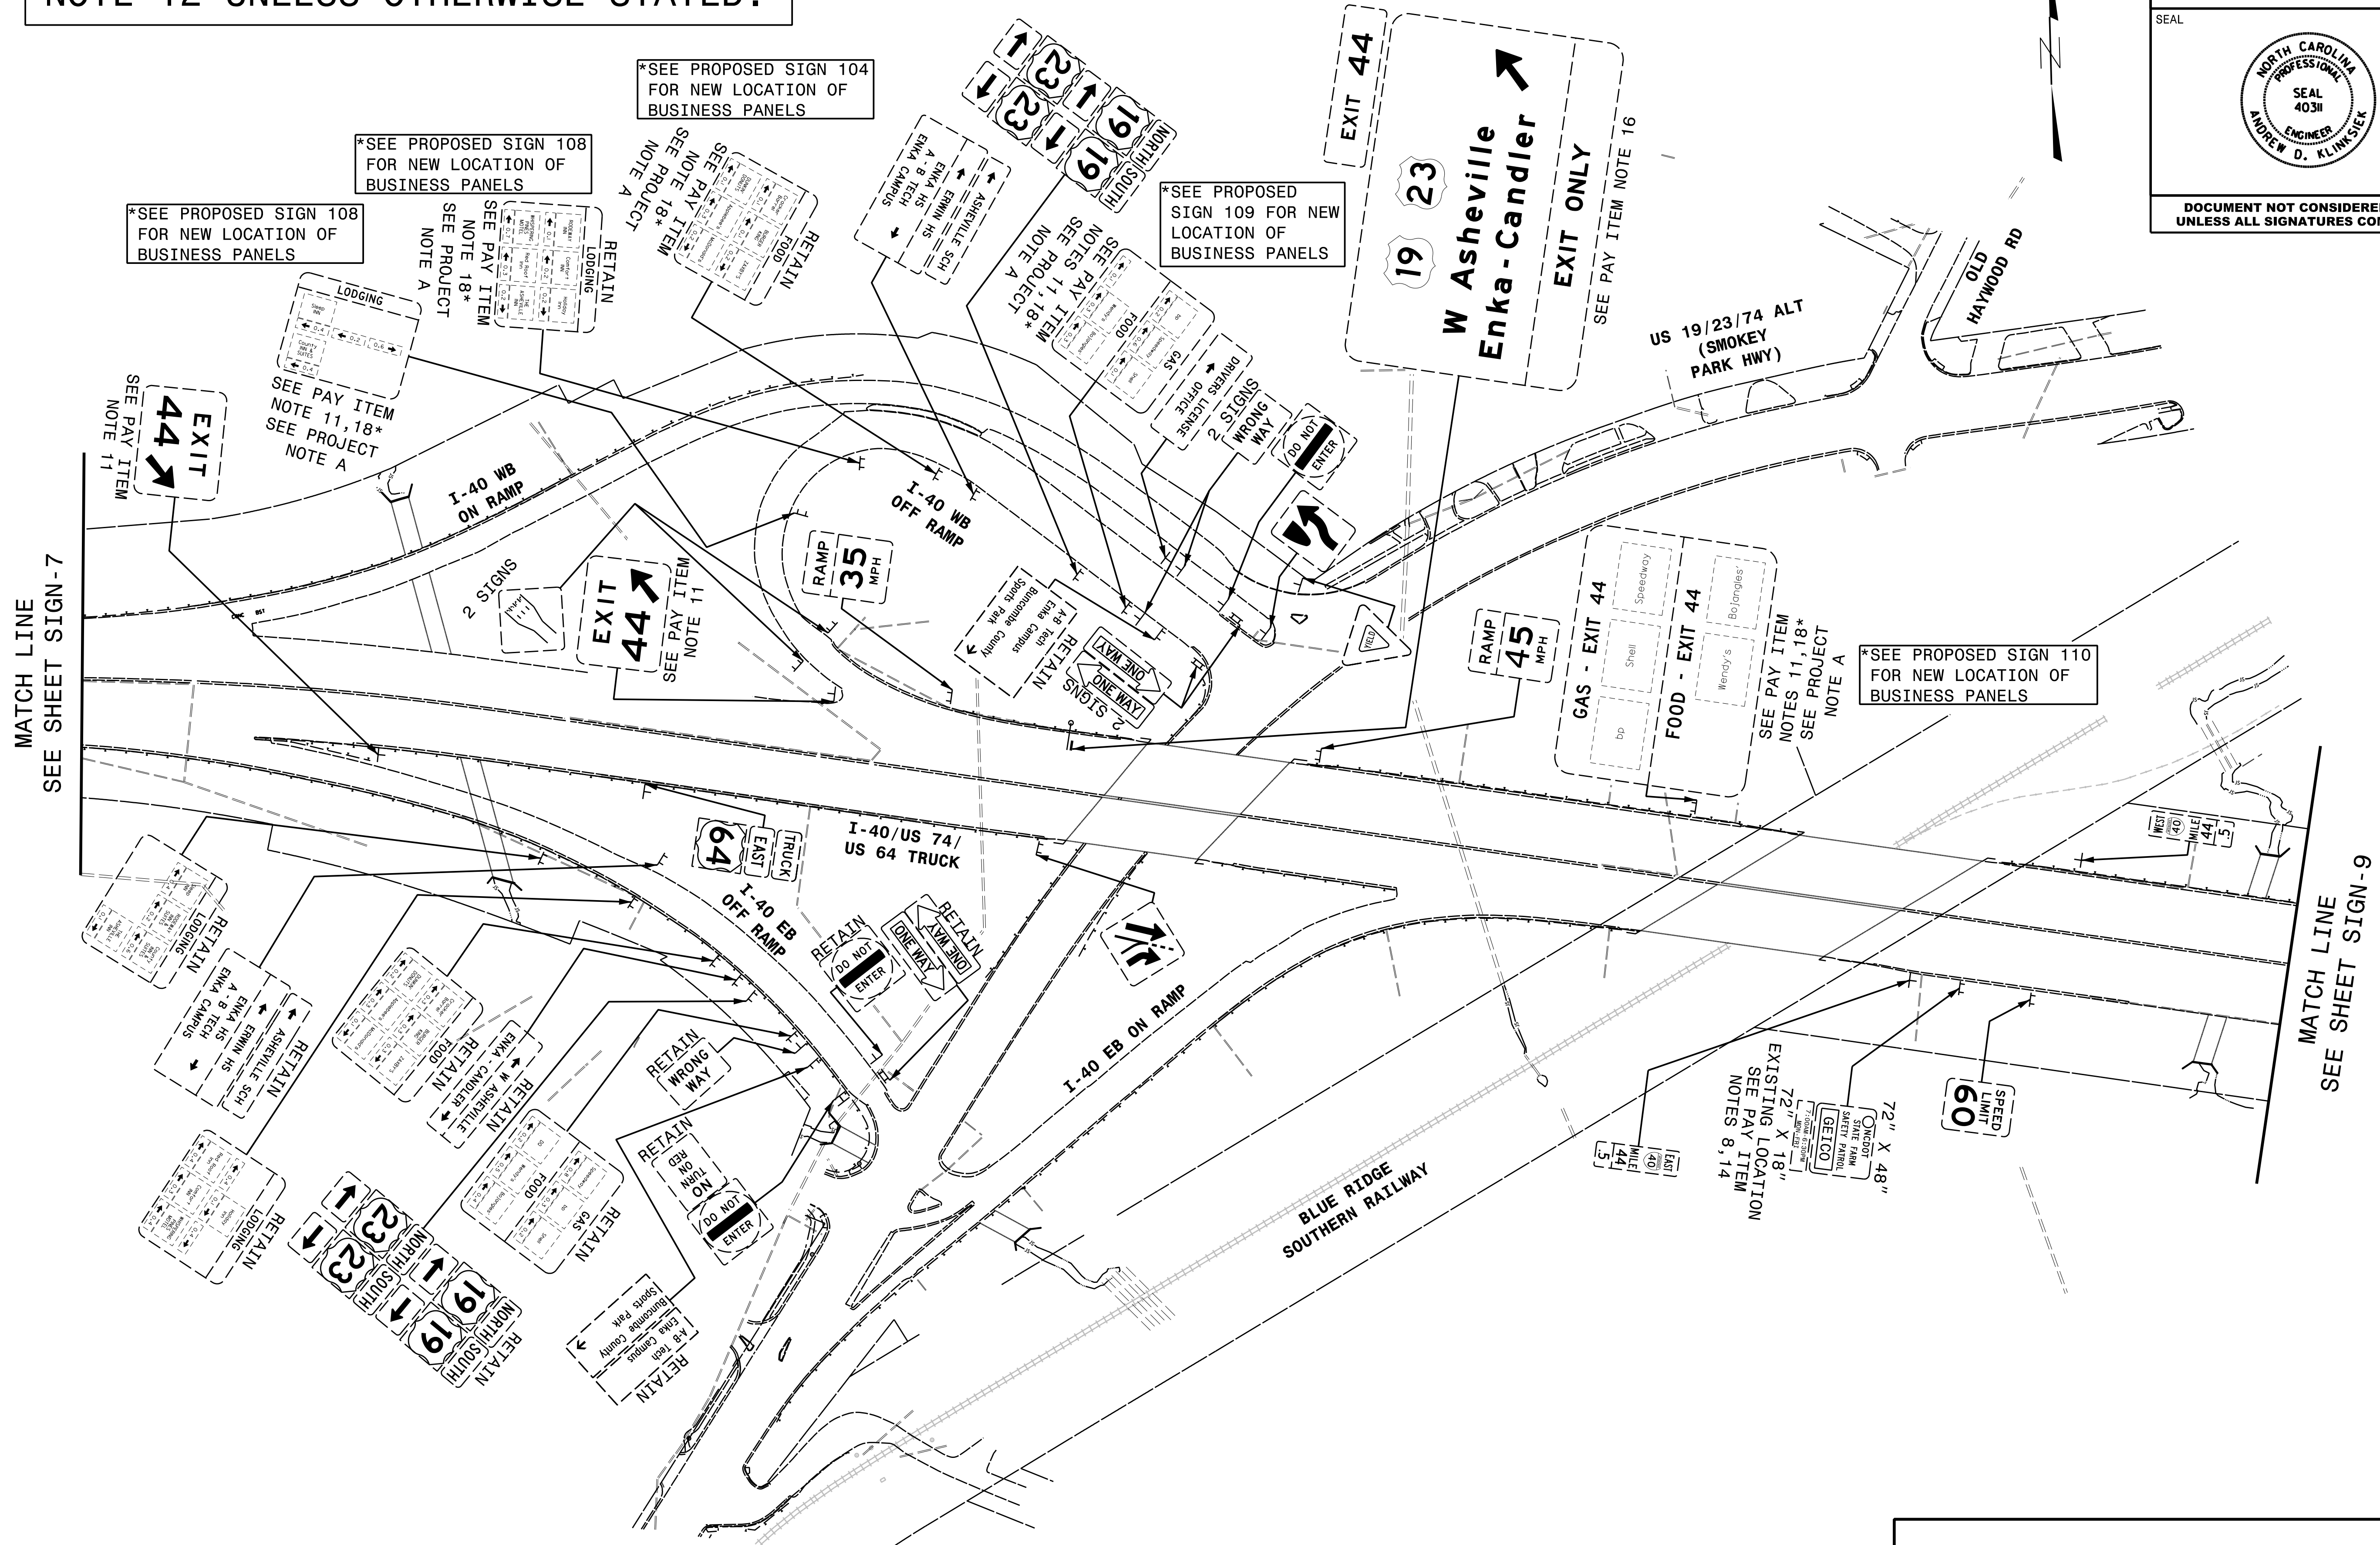 NOTE 12 UNLESS OTHERWISE STATED.
SEAL
NORTH CAROLINA
PROFESSIONAL
SEAL
40311
ENGINEER
ANDREW D. KLINKSIEK
DOCUMENT NOT CONSIDERE
UNLESS ALL SIGNATURES CO
*SEE PROPOSED SIGN 104
FOR NEW LOCATION OF
BUSINESS PANELS
*SEE PROPOSED SIGN 108
FOR NEW LOCATION OF
BUSINESS PANELS
*SEE PROPOSED SIGN 108
FOR NEW LOCATION OF
BUSINESS PANELS
*SEE PROPOSED
SIGN 109 FOR NEW
LOCATION OF
BUSINESS PANELS
*SEE PROPOSED SIGN 110
FOR NEW LOCATION OF
BUSINESS PANELS
EXIT 44
19 23
W Asheville
Enka-Candler
EXIT ONLY
SEE PAY ITEM NOTE 16
23
23
19
19
NORTH
SOUTH
ASHEVILLE SCH
ERWIN HS
ENKA HS
A-B TECH
ENKA CAMPUS
RETAIN
FOOD
SEE PAY ITEM
NOTE 18*
SEE PROJECT
NOTE A
RETAIN
LODGING
SEE PAY ITEM
NOTE 18*
SEE PROJECT
NOTE A
LODGING
SEE PAY ITEM
NOTE 11,18*
SEE PROJECT
NOTE A
EXIT
44
SEE PAY ITEM
NOTE 11
GAS
FOOD
SEE PAY ITEM
NOTES 11,18*
SEE PROJECT
NOTE A
DRIVERS LICENSE
OFFICE
2 SIGNS
WRONG
WAY
DO NOT
ENTER
OLD
HAYWOOD RD
US 19/23/74 ALT
(SMOKEY
PARK HWY)
I-40 WB
ON RAMP
I-40 WB
OFF RAMP
MATCH LINE
SEE SHEET SIGN-7
2 SIGNS
EXIT
44
SEE PAY ITEM
NOTE 11
RAMP
35
MPH
A-B Tech
Enka Campus
Buncombe County
Sports Park
RETAIN
ONE WAY
ONE WAY
2 SIGNS
YIELD
RAMP
45
MPH
GAS - EXIT 44
Speedway
Shell
bp
FOOD - EXIT 44
Bojangles'
Wendy's
SEE PAY ITEM
NOTES 11,18*
SEE PROJECT
NOTE A
WEST
40
MILE
44
.5
MATCH LINE
SEE SHEET SIGN-9
TRUCK
EAST
64
I-40/US 74/
US 64 TRUCK
I-40 EB
OFF RAMP
RETAIN
DO NOT
ENTER
RETAIN
ONE WAY
ONE WAY
I-40 EB ON RAMP
RETAIN
LODGING
RETAIN
ASHEVILLE SCH
ERWIN HS
ENKA HS
A-B TECH
ENKA CAMPUS
RETAIN
FOOD
RETAIN
W ASHEVILLE
ENKA-CANDLER
RETAIN
LODGING
RETAIN
GAS
FOOD
RETAIN
WRONG
WAY
RETAIN
NO
TURN
ON
RED
DO NOT
ENTER
23
23
NORTH
SOUTH
19
19
NORTH
SOUTH
RETAIN
A-B Tech
Enka Campus
Buncombe County
Sports Park
RETAIN
BLUE RIDGE
SOUTHERN RAILWAY
EAST
40
MILE
44
.5
72" X 48"
NCDOT
STATE FARM
SAFETY PATROL
GEICO
72" X 18"
EXISTING LOCATION
SEE PAY ITEM
NOTES 8,14
SPEED
LIMIT
60